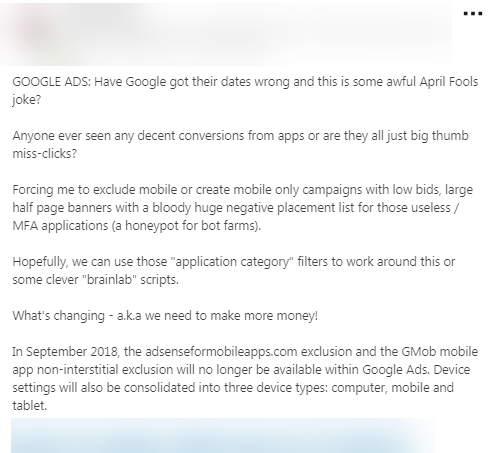 GOOGLE ADS: Have Google got their dates wrong and this is some awful April Fools
joke?
Anyone ever seen any decent conversions from apps or are they all just big thumb
miss-clicks?
Forcing me to exclude mobile or create mobile only campaigns with low bids, large
half page banners with a bloody huge negative placement list for those useless /
MFA applications (a honeypot for bot farms).
Hopefully, we can use those "application category" filters to work around this or
some clever "brainlab" scripts.
What's changing - a.k.a we need to make more money!
In September 2018, the adsenseformobileapps.com exclusion and the GMob mobile
app non-interstitial exclusion will no longer be available within Google Ads. Device
settings will also be consolidated into three device types: computer, mobile and
tablet.